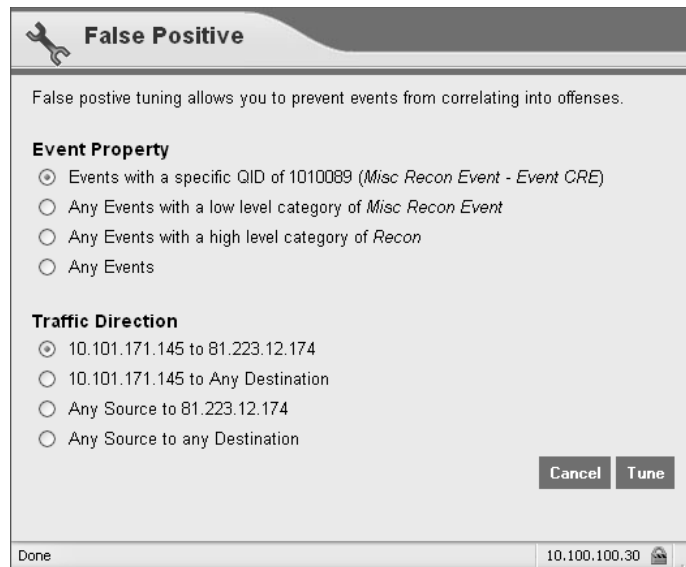 False Positive
False postive tuning allows you to prevent events from correlating into offenses.
Event Property
Events with a specific QID of 1010089 (Misc Recon Event - Event CRE)
Any Events with a low level category of Misc Recon Event
Any Events with a high level category of Recon
Any Events
Traffic Direction
10.101.171.145 to 81.223.12.174
10.101.171.145 to Any Destination
Any Source to 81.223.12.174
Any Source to any Destination
Cancel Tune
Done 10.100.100.30